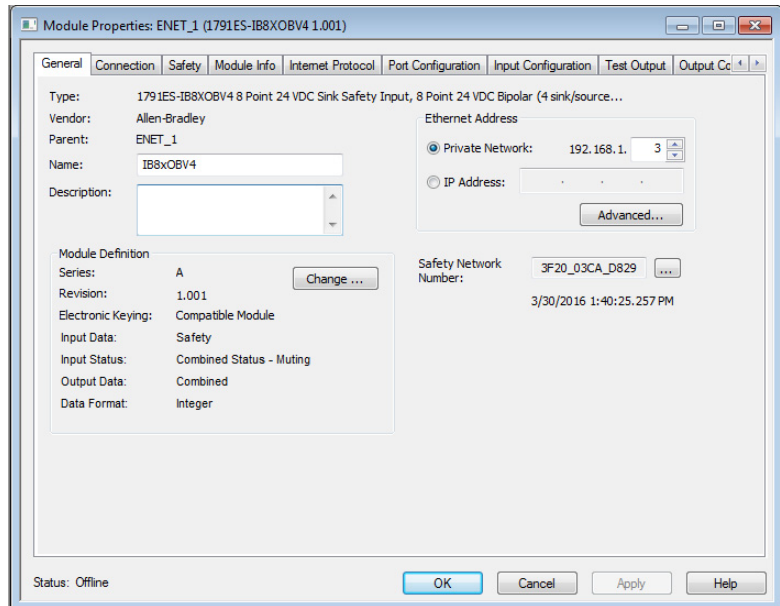 Module Properties: ENET_1 (1791ES-IB8XOBV4 1.001)
General Connection Safety Module Info Internet Protocol Port Configuration Input Configuration Test Output Output Co
Type: 1791ES-IB8XOBV4 8 Point 24 VDC Sink Safety Input, 8 Point 24 VDC Bipolar (4 sink/source...
Vendor: Allen-Bradley
Parent: ENET_1
Name: IB8xOBV4
Description:
Ethernet Address
Private Network: 192.168.1. 3
IP Address: . . .
Advanced...
Module Definition
Series: A
Change ...
Revision: 1.001
Electronic Keying: Compatible Module
Input Data: Safety
Input Status: Combined Status - Muting
Output Data: Combined
Data Format: Integer
Safety Network
Number: 3F20_03CA_D829 ...
3/30/2016 1:40:25.257 PM
Status: Offline
OK Cancel Apply Help